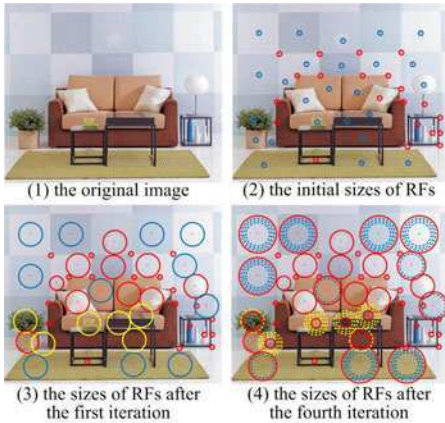 (1) the original image
(2) the initial sizes of RFs
(3) the sizes of RFs after
the first iteration
(4) the sizes of RFs after
the fourth iteration